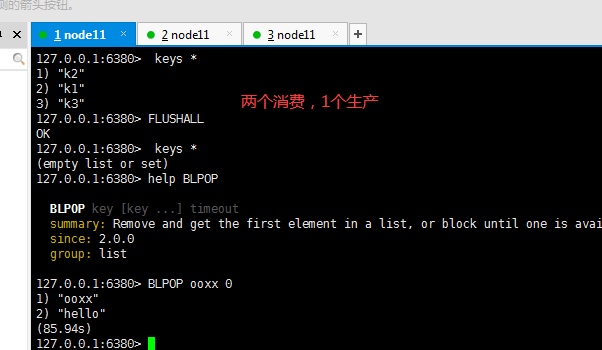 测的箭头按钮。
1 node11
2 node11
3 node11
127.0.0.1:6380>  keys *
1) "k2"
2) "k1"
3) "k3"
两个消费，1个生产
127.0.0.1:6380> FLUSHALL
OK
127.0.0.1:6380>  keys *
(empty list or set)
127.0.0.1:6380> help BLPOP
BLPOP key [key ...] timeout
summary: Remove and get the first element in a list, or block until one is avai
since: 2.0.0
group: list
127.0.0.1:6380> BLPOP ooxx 0
1) "ooxx"
2) "hello"
(85.94s)
127.0.0.1:6380>